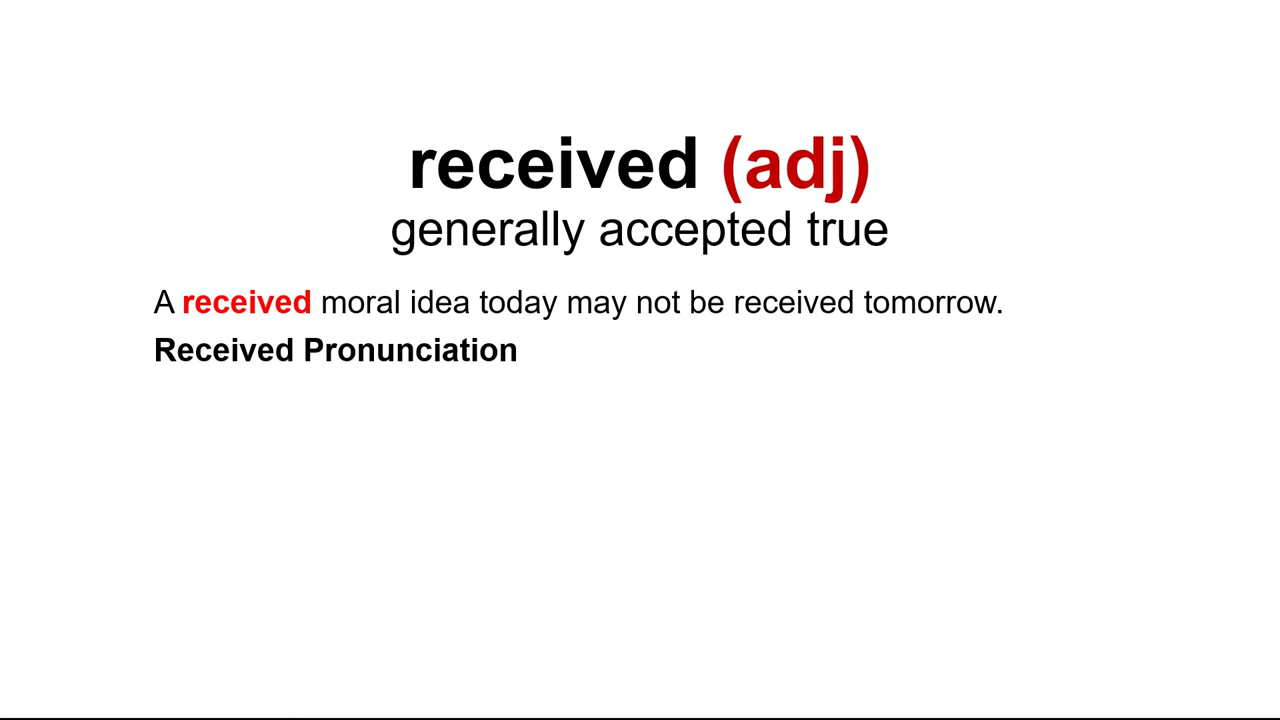 received (adj)
generally accepted true
A received moral idea today may not be received tomorrow.
Received Pronunciation